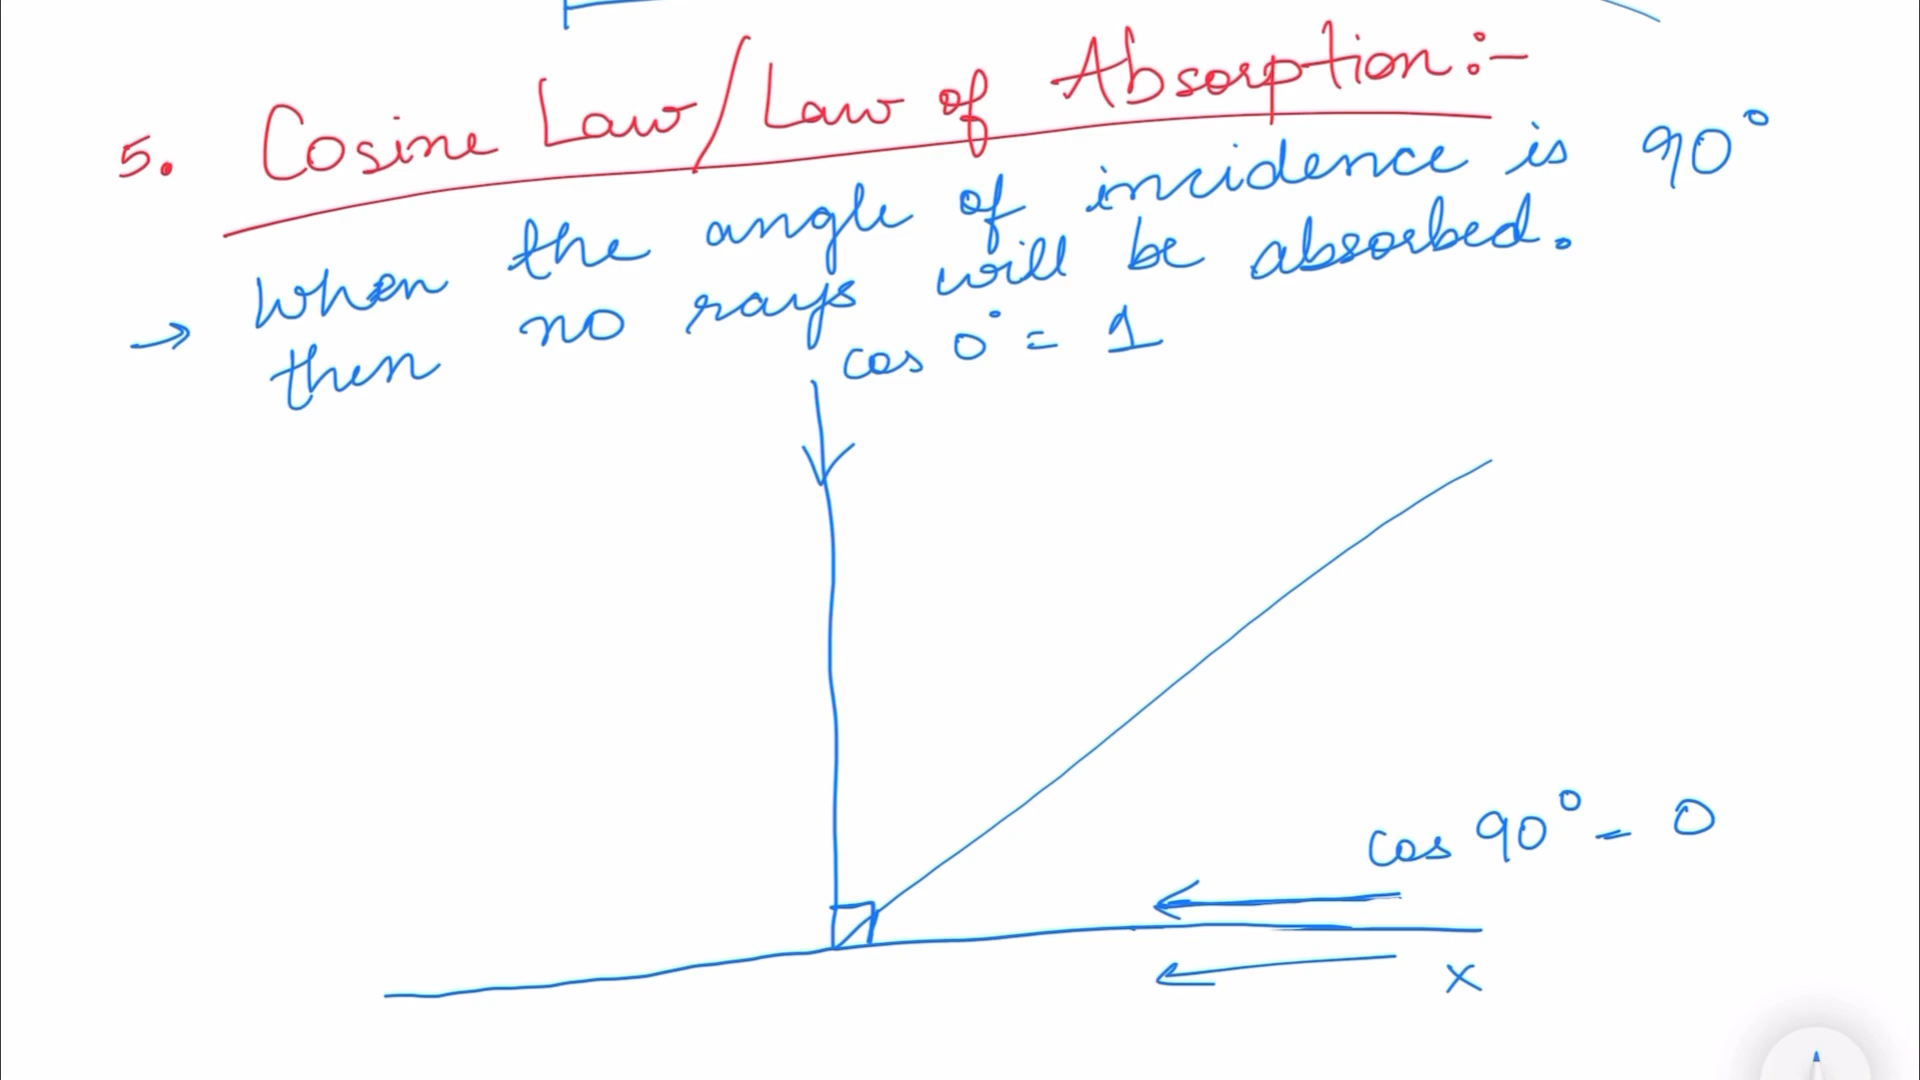 5. Cosine Law/Law of Absorption:-
→ When the angle of incidence is 90°
then no rays will be absorbed.
cos 0° = 1
cos 90° = 0
x